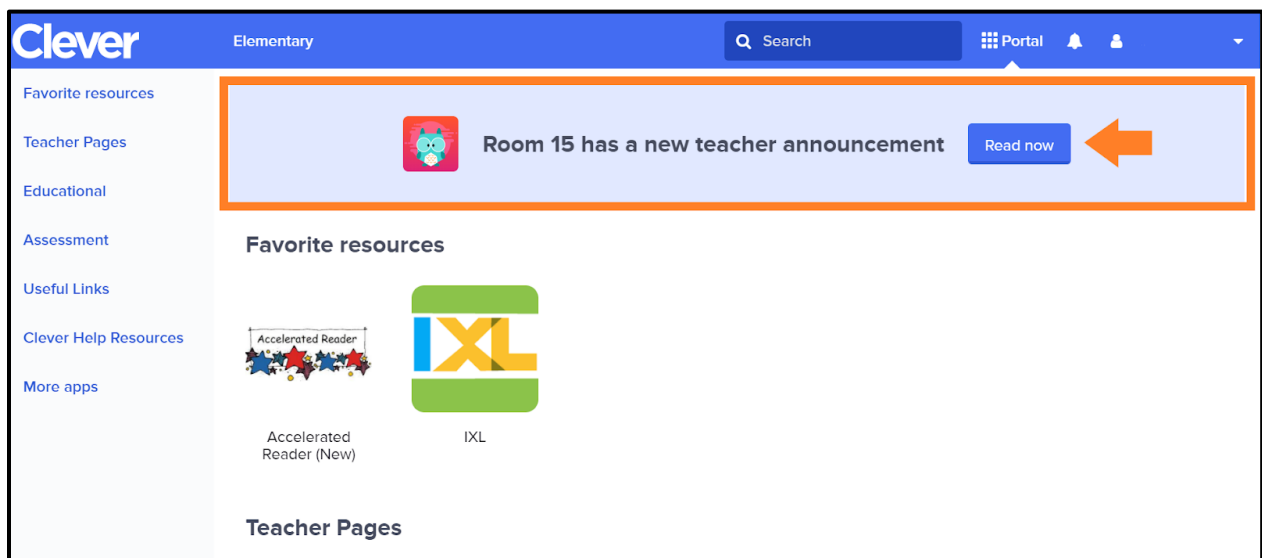 Clever
Elementary
Search
Portal
Favorite resources
Teacher Pages
Educational
Assessment
Useful Links
Clever Help Resources
More apps
Room 15 has a new teacher announcement
Read now
Favorite resources
Accelerated Reader
IXL
Accelerated
Reader (New)
IXL
Teacher Pages